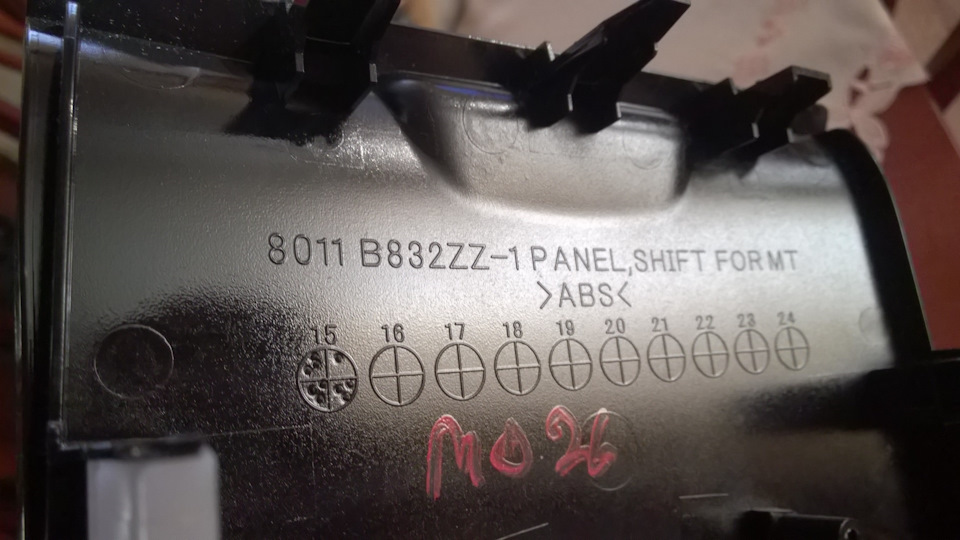 8011 B832ZZ-1 PANEL,SHIFT FOR MT
>ABS<
15 16 17 18 19 20 21 22 23 24
MO26